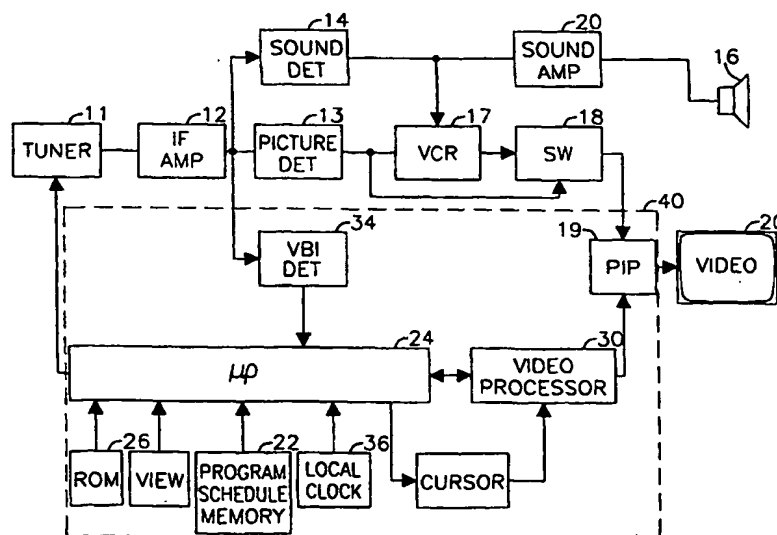 14
SOUND
DET
20
SOUND
AMP
16
11
TUNER
12
IF
AMP
13
PICTURE
DET
17
VCR
18
SW
34
VBI
DET
40
19
PIP
20
VIDEO
24
μp
30
VIDEO
PROCESSOR
26
ROM
VIEW
22
PROGRAM
SCHEDULE
MEMORY
36
LOCAL
CLOCK
CURSOR